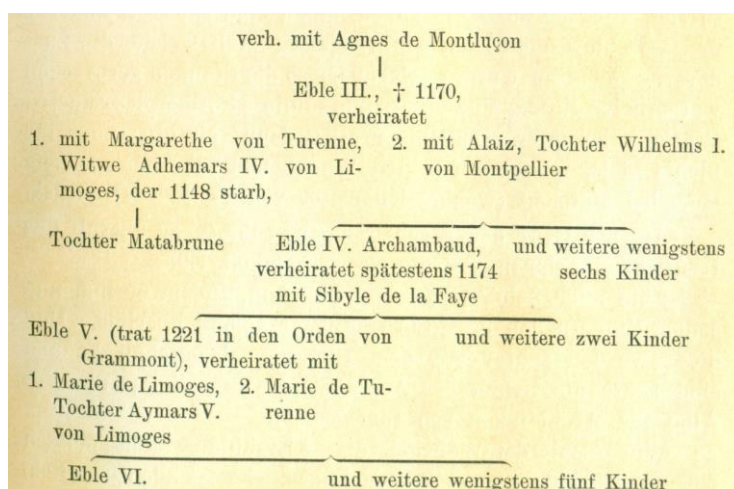 verh. mit Agnes de Montluçon
Eble III., † 1170,
verheiratet
1. mit Margarethe von Turenne,
Witwe Adhemars IV. von Li-
moges, der 1148 starb,
2. mit Alaiz, Tochter Wilhelms I.
von Montpellier
Tochter Matabrune
Eble IV. Archambaud,
verheiratet spätestens 1174
mit Sibyle de la Faye
und weitere wenigstens
sechs Kinder
Eble V. (trat 1221 in den Orden von
Grammont), verheiratet mit
und weitere zwei Kinder
1. Marie de Limoges,
Tochter Aymars V.
von Limoges
2. Marie de Tu-
renne
Eble VI.
und weitere wenigstens fünf Kinder